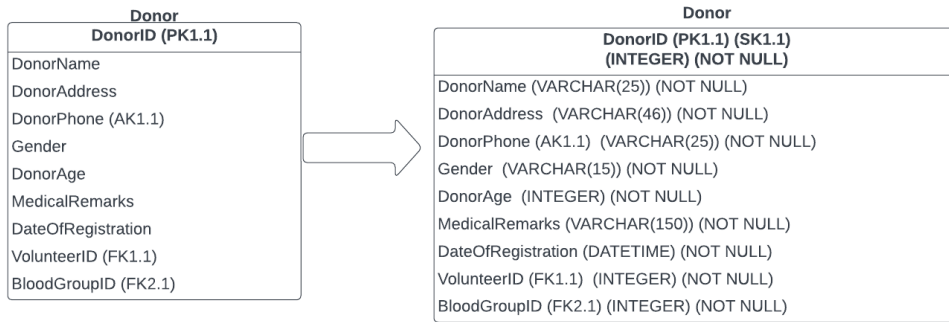 Donor
DonorID (PK1.1)
DonorName
DonorAddress
DonorPhone (AK1.1)
Gender
DonorAge
MedicalRemarks
DateOfRegistration
VolunteerID (FK1.1)
BloodGroupID (FK2.1)
Donor
DonorID (PK1.1) (SK1.1)
(INTEGER) (NOT NULL)
DonorName (VARCHAR(25)) (NOT NULL)
DonorAddress (VARCHAR(46)) (NOT NULL)
DonorPhone (AK1.1) (VARCHAR(25)) (NOT NULL)
Gender (VARCHAR(15)) (NOT NULL)
DonorAge (INTEGER) (NOT NULL)
MedicalRemarks (VARCHAR(150)) (NOT NULL)
DateOfRegistration (DATETIME) (NOT NULL)
VolunteerID (FK1.1) (INTEGER) (NOT NULL)
BloodGroupID (FK2.1) (INTEGER) (NOT NULL)